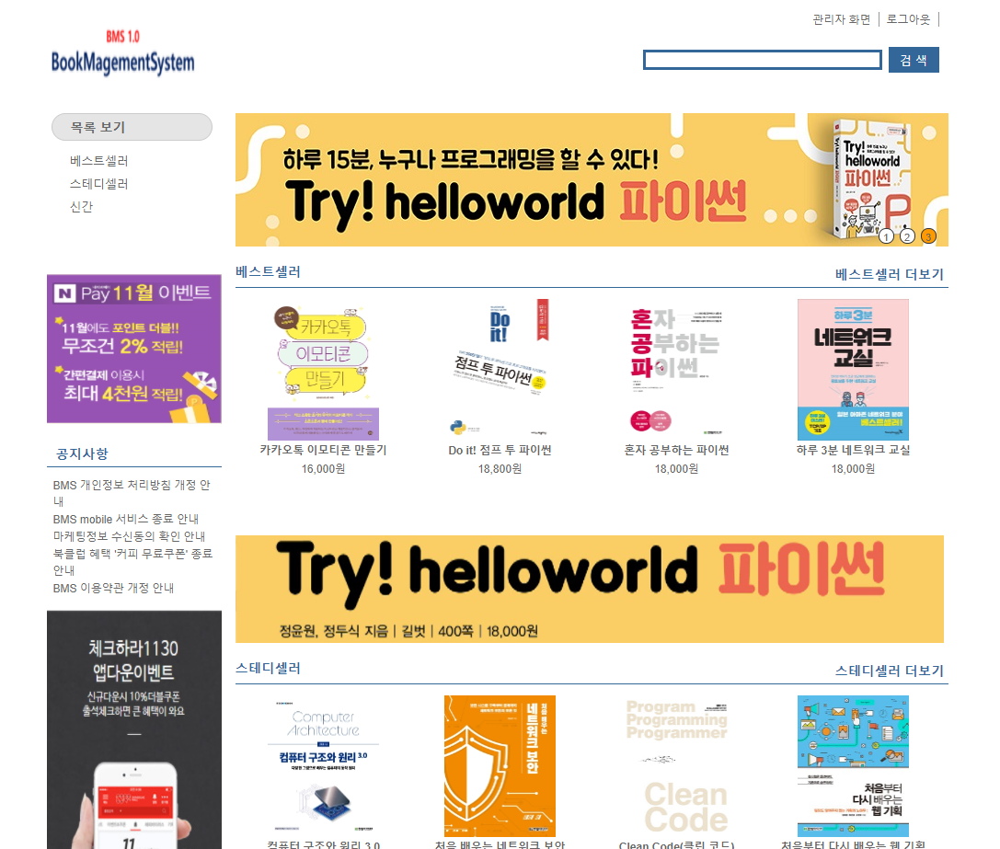 관리자 화면 | 로그아웃 |
BMS 1.0
BookMagementSystem
검 색
목록 보기
베스트셀러
스테디셀러
신간
하루 15분, 누구나 프로그래밍을 할 수 있다!
Try! helloworld 파이썬
Try!
helloworld
파이썬
1 2 3
N Pay 11월 이벤트
11월에도 포인트 더블!!
무조건 2% 적립!
간편결제 이용시
최대 4천원 적립!
공지사항
BMS 개인정보 처리방침 개정 안
내
BMS mobile 서비스 종료 안내
마케팅정보 수신동의 확인 안내
북클럽 혜택 '커피 무료쿠폰' 종료
안내
BMS 이용약관 개정 안내
체크하라1130
앱다운이벤트
신규다운시 10%더블쿠폰
출석체크하면 큰 혜택이 와요
11
베스트셀러
베스트셀러 더보기
카카오톡
이모티콘
만들기
카카오톡 이모티콘 만들기
16,000원
Do
it!
점프 투 파이썬
Do it! 점프 투 파이썬
18,800원
혼자
공부하는
파이썬
혼자 공부하는 파이썬
18,000원
하루 3분
네트워크
교실
베스트셀러!
하루 3분 네트워크 교실
18,000원
Try! helloworld 파이썬
정윤원, 정두식 지음 | 길벗 | 400쪽 | 18,000원
스테디셀러
스테디셀러 더보기
Computer
Architecture
컴퓨터 구조와 원리 3.0
컴퓨터 구조와 원리 3.0
처음 배우는
네트워크 보안
처음 배우는 네트워크 보안
Program
Programming
Programmer
Clean
Code
Clean Code(클린 코드)
처음부터
다시 배우는
웹 기획
처음부터 다시 배우는 웹 기획